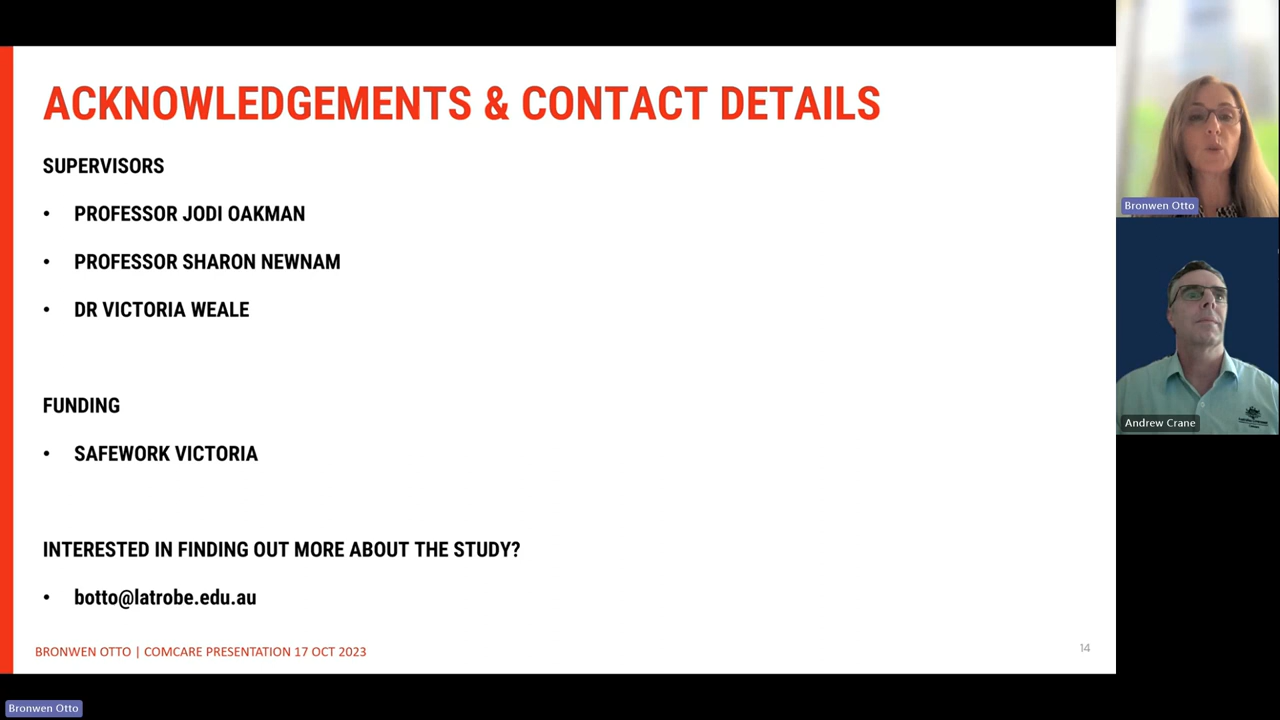 ACKNOWLEDGEMENTS & CONTACT DETAILS
SUPERVISORS
• PROFESSOR JODI OAKMAN
• PROFESSOR SHARON NEWNAM
• DR VICTORIA WEALE
FUNDING
• SAFEWORK VICTORIA
INTERESTED IN FINDING OUT MORE ABOUT THE STUDY?
• botto@latrobe.edu.au
BRONWEN OTTO | COMCARE PRESENTATION 17 OCT 2023
14
Bronwen Otto
Andrew Crane
Bronwen Otto